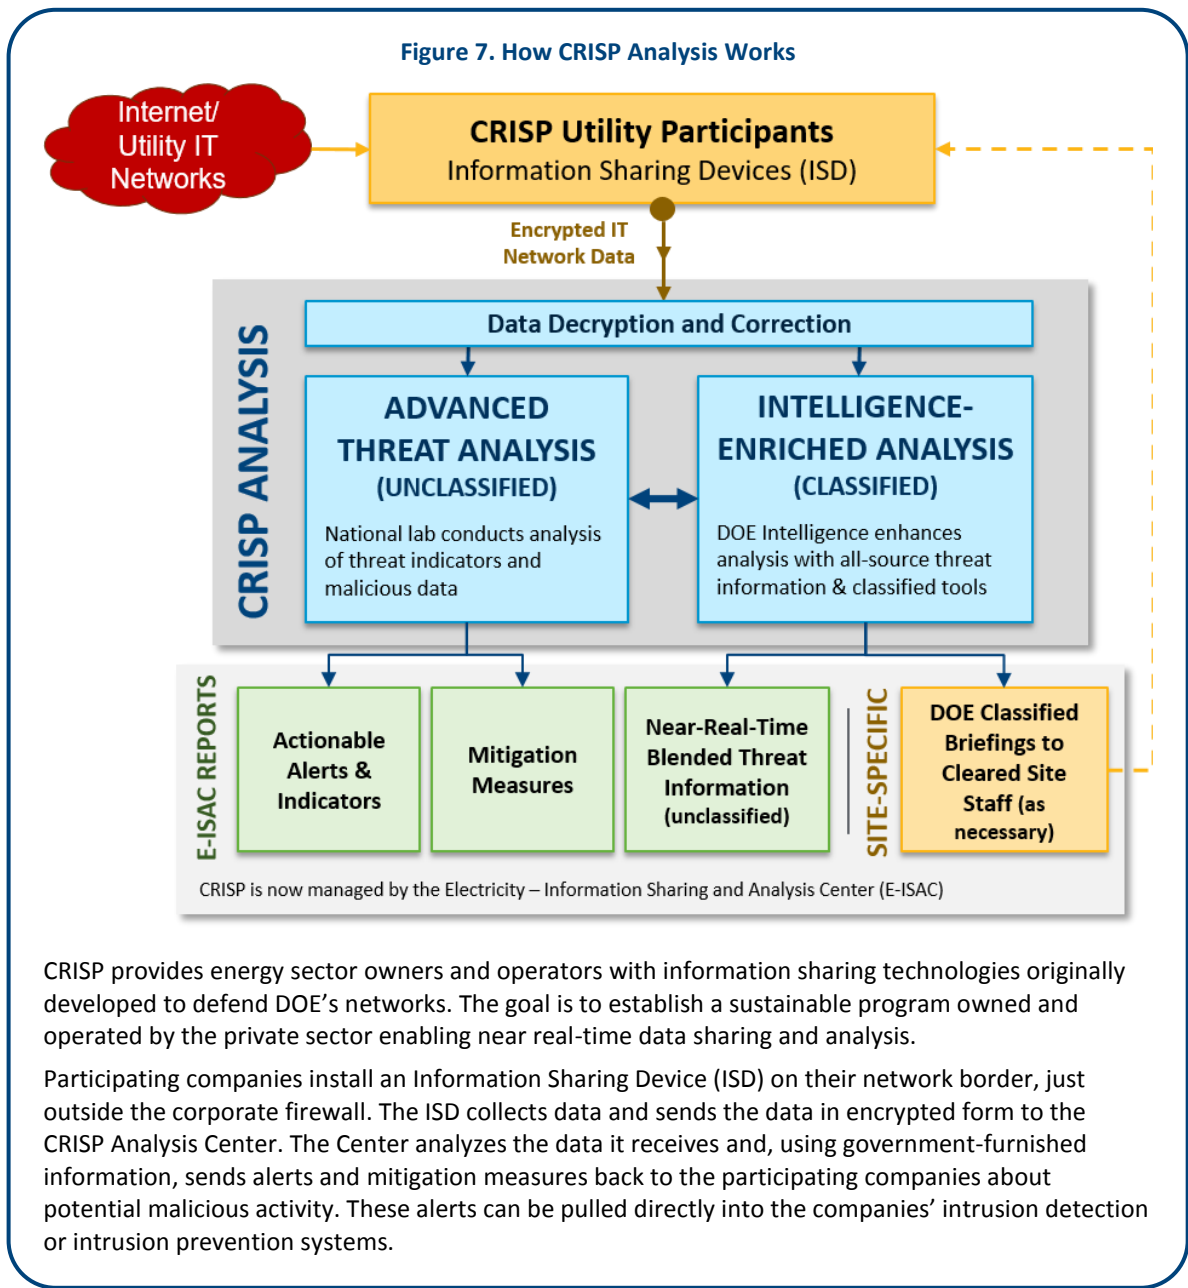 Figure 7. How CRISP Analysis Works
Internet/
Utility IT
Networks
CRISP Utility Participants
Information Sharing Devices (ISD)
Encrypted IT
Network Data
CRISP ANALYSIS
Data Decryption and Correction
ADVANCED
THREAT ANALYSIS
(UNCLASSIFIED)
National lab conducts analysis
of threat indicators and
malicious data
INTELLIGENCE-
ENRICHED ANALYSIS
(CLASSIFIED)
DOE Intelligence enhances
analysis with all-source threat
information & classified tools
E-ISAC REPORTS
Actionable
Alerts &
Indicators
Mitigation
Measures
Near-Real-Time
Blended Threat
Information
(unclassified)
SITE-SPECIFIC
DOE Classified
Briefings to
Cleared Site
Staff (as
necessary)
CRISP is now managed by the Electricity – Information Sharing and Analysis Center (E-ISAC)
CRISP provides energy sector owners and operators with information sharing technologies originally
developed to defend DOE’s networks. The goal is to establish a sustainable program owned and
operated by the private sector enabling near real-time data sharing and analysis.
Participating companies install an Information Sharing Device (ISD) on their network border, just
outside the corporate firewall. The ISD collects data and sends the data in encrypted form to the
CRISP Analysis Center. The Center analyzes the data it receives and, using government-furnished
information, sends alerts and mitigation measures back to the participating companies about
potential malicious activity. These alerts can be pulled directly into the companies’ intrusion detection
or intrusion prevention systems.